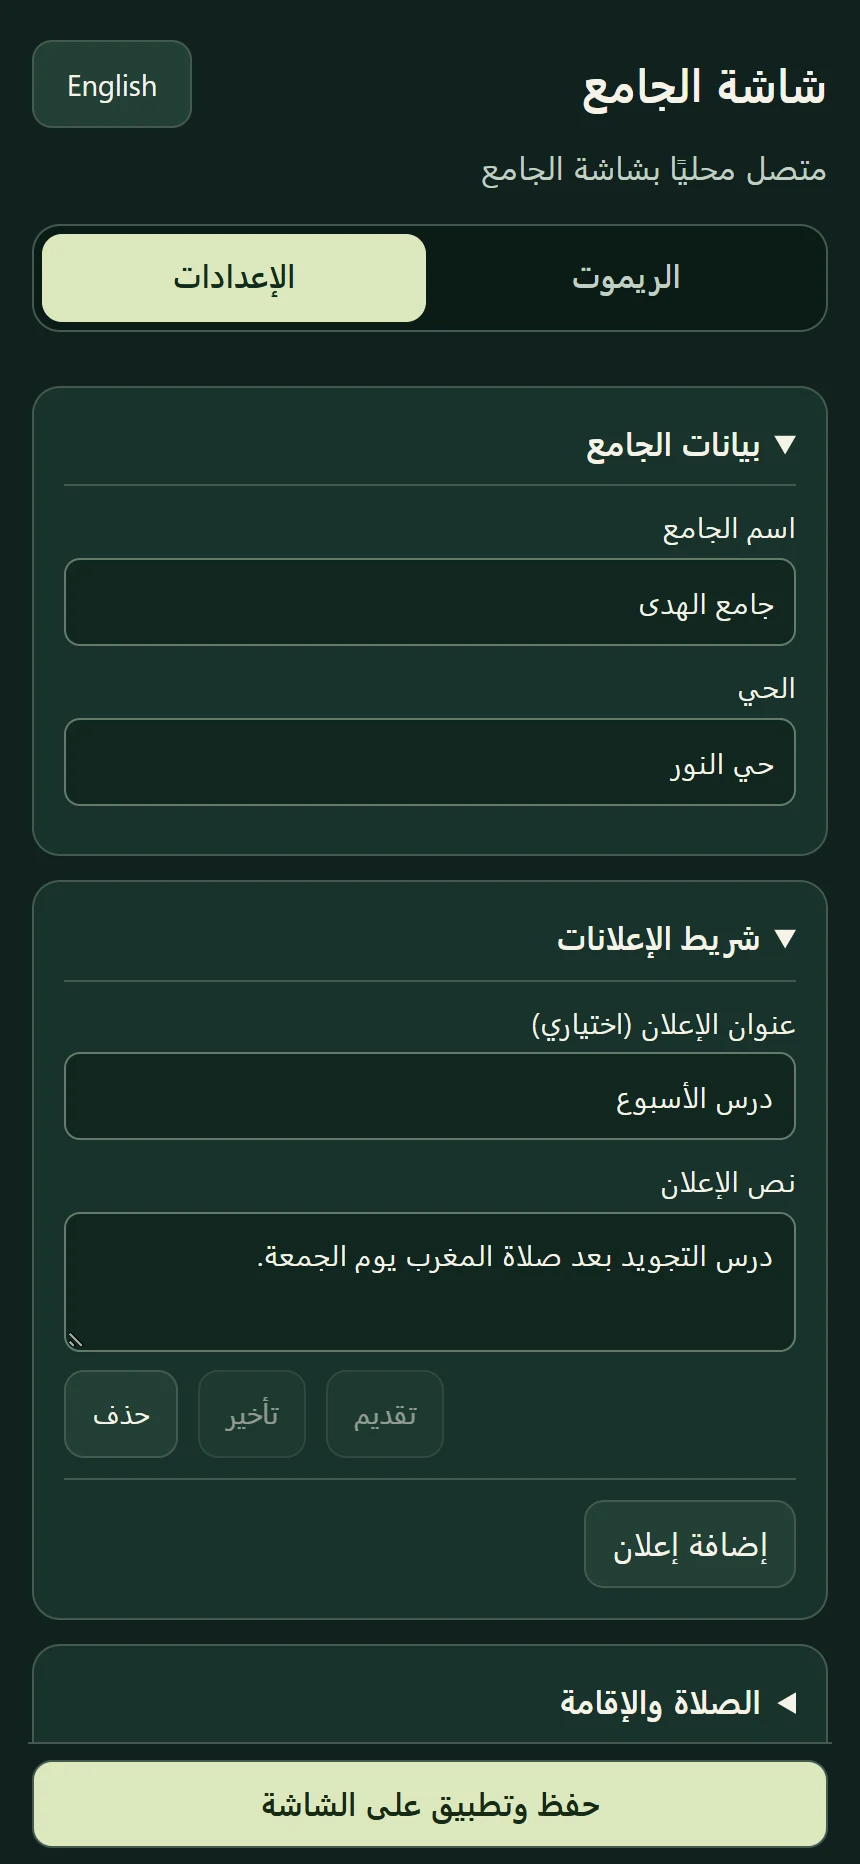 شاشة الجامع
English
متصل محليًا بشاشة الجامع
الريموت
الإعدادات
بيانات الجامع
اسم الجامع
جامع الهدى
الحي
حي النور
شريط الإعلانات
عنوان الإعلان (اختياري)
درس الأسبوع
نص الإعلان
درس التجويد بعد صلاة المغرب يوم الجمعة.
تقديم
تأخير
حذف
إضافة إعلان
الصلاة والإقامة
حفظ وتطبيق على الشاشة